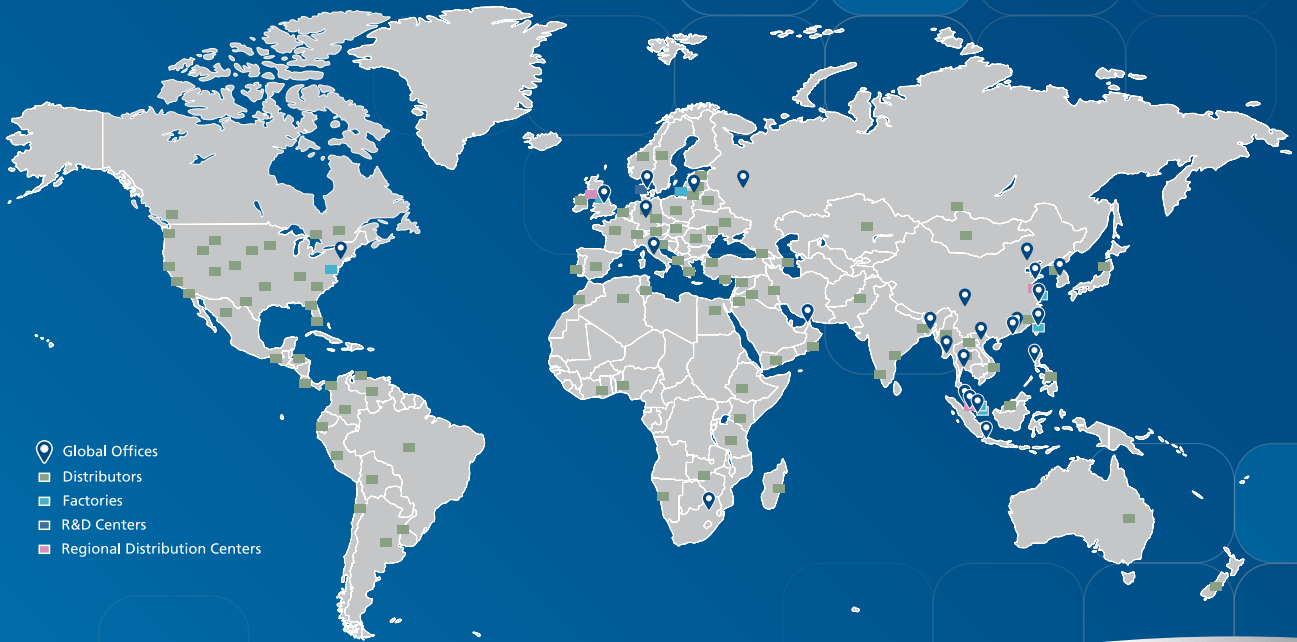 Global Offices
Distributors
Factories
R&D Centers
Regional Distribution Centers